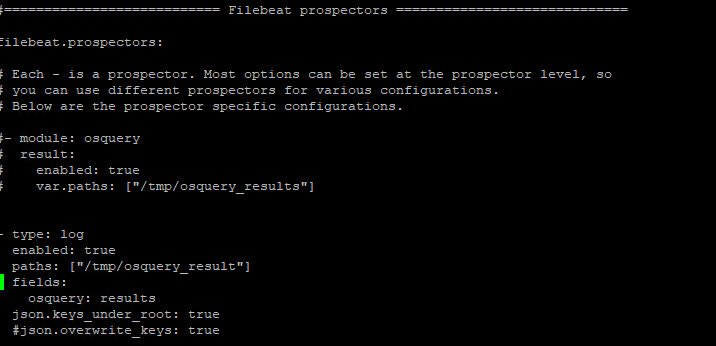 #=========================== Filebeat prospectors =============================
filebeat.prospectors:
# Each - is a prospector. Most options can be set at the prospector level, so
# you can use different prospectors for various configurations.
# Below are the prospector specific configurations.
#- module: osquery
#  result:
#    enabled: true
#    var.paths: ["/tmp/osquery_results"]
- type: log
  enabled: true
  paths: ["/tmp/osquery_result"]
  fields:
    osquery: results
  json.keys_under_root: true
  #json.overwrite_keys: true